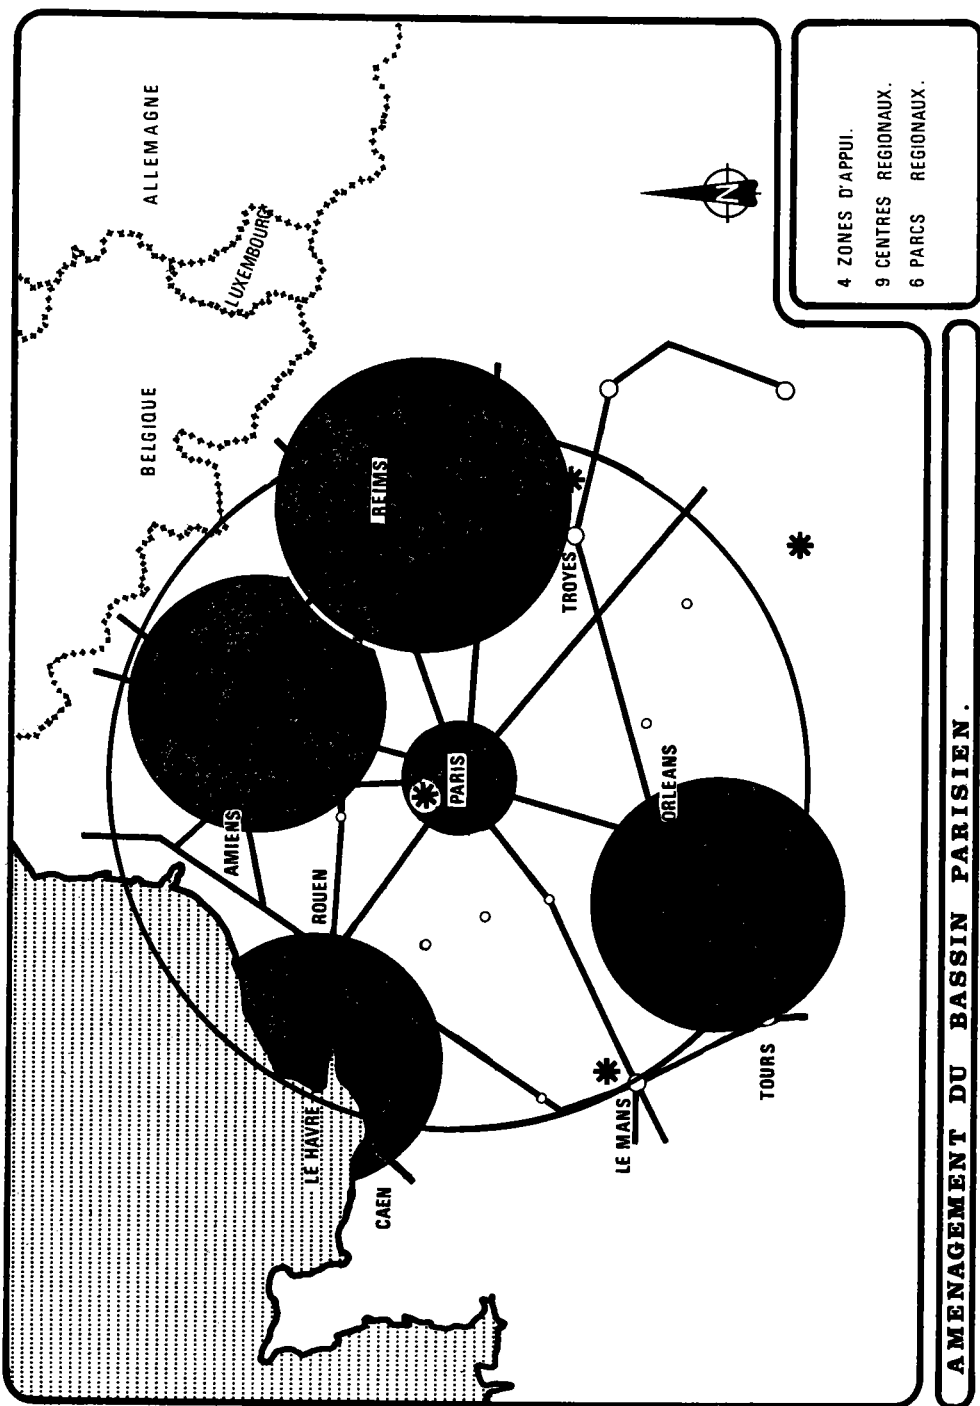 ALLEMAGNE
LUXEMBOURG
BELGIQUE
AMIENS
REIMS
ROUEN
LE HAVRE
CAEN
PARIS
TROYES
ORLEANS
LE MANS
TOURS
N
4 ZONES D'APPUI.
9 CENTRES REGIONAUX.
6 PARCS REGIONAUX.
AMENAGEMENT DU BASSIN PARISIEN.